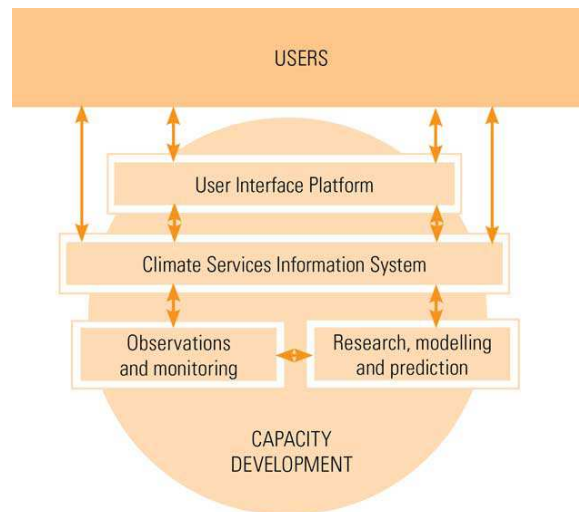 USERS
User Interface Platform
Climate Services Information System
Observations
and monitoring
Research, modelling
and prediction
CAPACITY
DEVELOPMENT